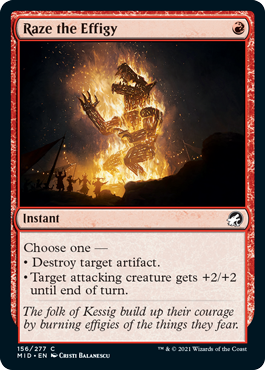 Raze the Effigy
Instant
Choose one —
• Destroy target artifact.
• Target attacking creature gets +2/+2
until end of turn.
The folk of Kessig build up their courage
by burning effigies of the things they fear.
156/277 C
MID • EN Cristi Balanescu
™ & © 2021 Wizards of the Coast